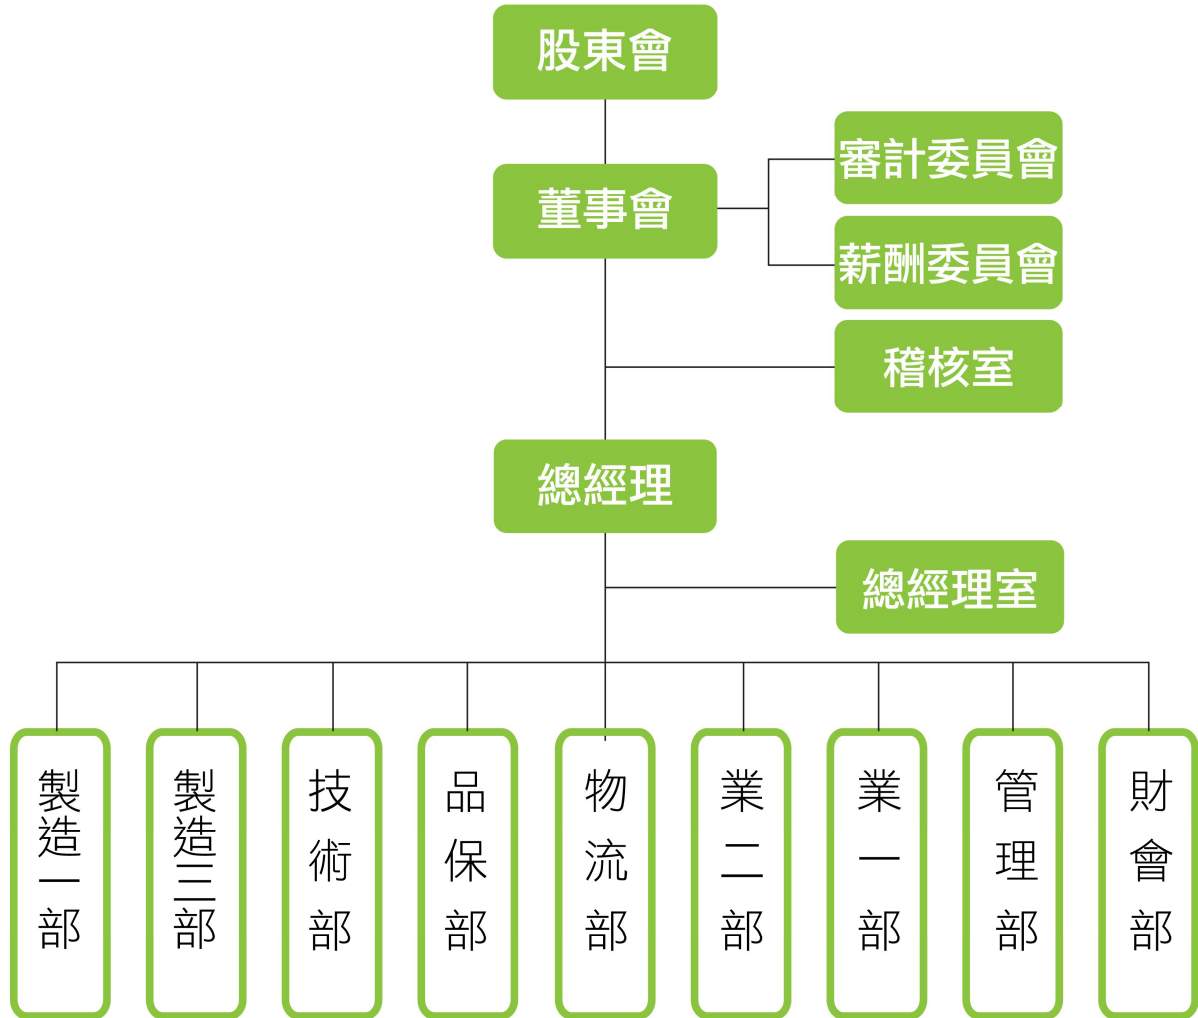 股東會
董事會
審計委員會
薪酬委員會
稽核室
總經理
總經理室
製造一部
製造三部
技術部
品保部
物流部
業二部
業一部
管理部
財會部